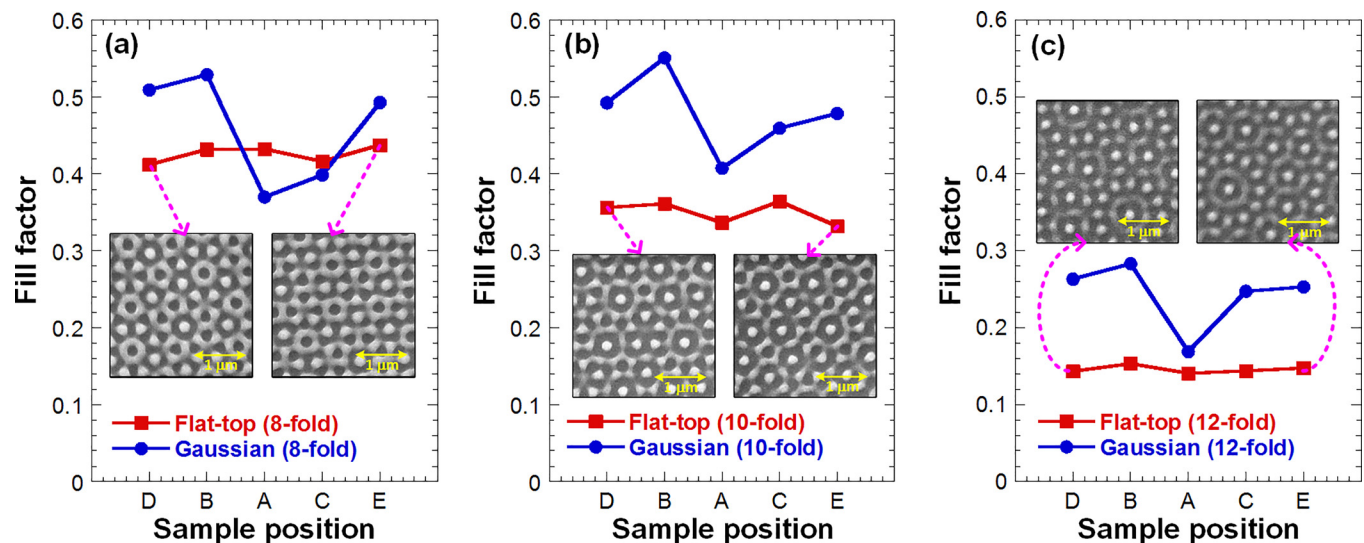 (a)
0.6
0.5
0.4
0.3
0.2
0.1
0
Fill factor
1 µm
1 µm
Flat-top (8-fold)
Gaussian (8-fold)
D B A C E
Sample position
(b)
0.6
0.5
0.4
0.3
0.2
0.1
0
Fill factor
1 µm
1 µm
Flat-top (10-fold)
Gaussian (10-fold)
D B A C E
Sample position
(c)
0.6
0.5
0.4
0.3
0.2
0.1
0
Fill factor
1 µm
1 µm
Flat-top (12-fold)
Gaussian (12-fold)
D B A C E
Sample position